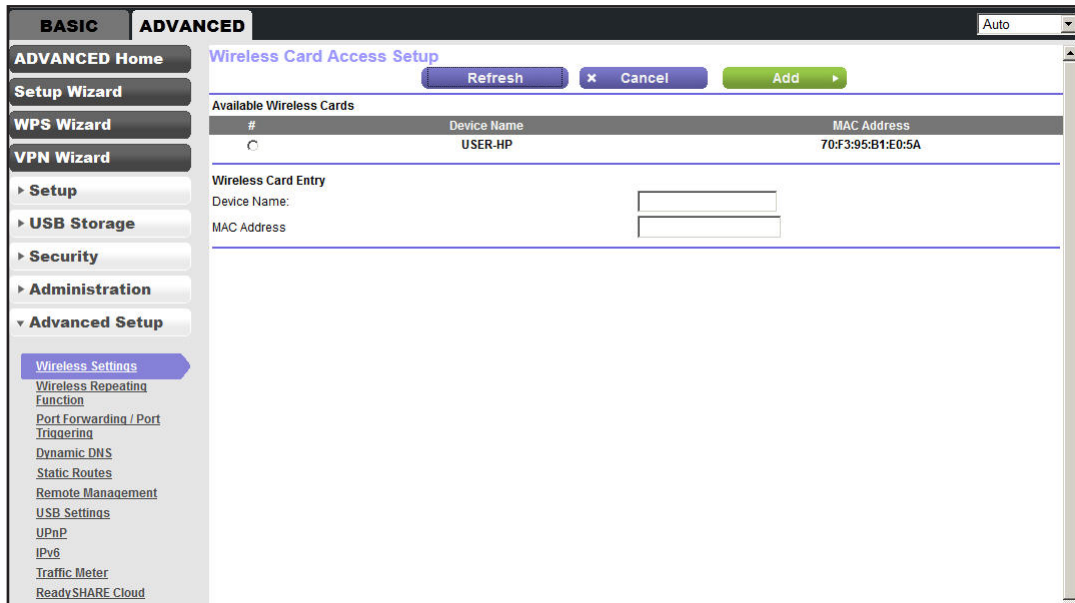 BASIC
ADVANCED
Auto
ADVANCED Home
Setup Wizard
WPS Wizard
VPN Wizard
Setup
USB Storage
Security
Administration
Advanced Setup
Wireless Settings
Wireless Repeating
Function
Port Forwarding / Port
Triggering
Dynamic DNS
Static Routes
Remote Management
USB Settings
UPnP
IPv6
Traffic Meter
ReadySHARE Cloud
Wireless Card Access Setup
Refresh
× Cancel
Add
Available Wireless Cards
# Device Name MAC Address
USER-HP 70:F3:95:B1:E0:5A
Wireless Card Entry
Device Name:
MAC Address